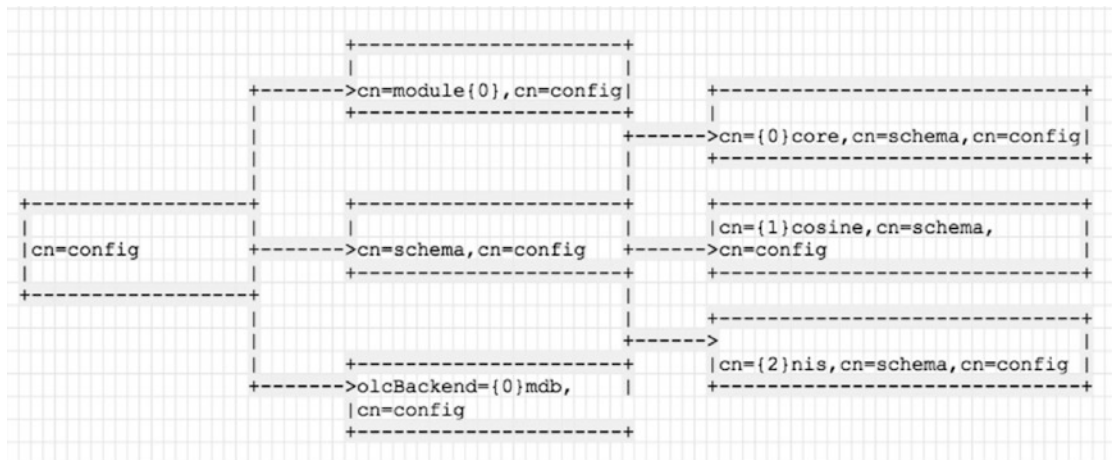 cn=module{0},cn=config
cn={0}core,cn=schema,cn=config
cn=config
cn=schema,cn=config
cn={1}cosine,cn=schema,
cn=config
cn={2}nis,cn=schema,cn=config
olcBackend={0}mdb,
cn=config